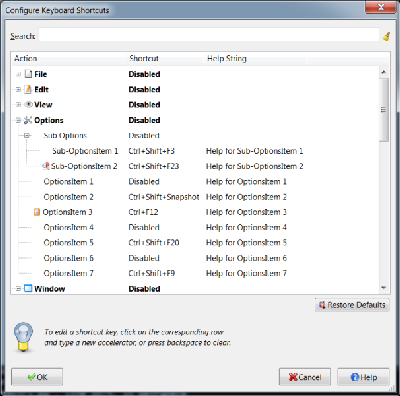 Configure Keyboard Shortcuts
Search:
Action Shortcut Help String
File Disabled
Edit Disabled
View Disabled
Options Disabled
Sub Options Disabled
Sub-OptionsItem 1 Ctrl+Shift+F3 Help for Sub-OptionsItem 1
Sub-OptionsItem 2 Ctrl+Shift+F23 Help for Sub-OptionsItem 2
OptionsItem 1 Disabled Help for OptionsItem 1
OptionsItem 2 Ctrl+Shift+Snapshot Help for OptionsItem 2
OptionsItem 3 Ctrl+F12 Help for OptionsItem 3
OptionsItem 4 Disabled Help for OptionsItem 4
OptionsItem 5 Ctrl+Shift+F20 Help for OptionsItem 5
OptionsItem 6 Disabled Help for OptionsItem 6
OptionsItem 7 Ctrl+Shift+F9 Help for OptionsItem 7
Window Disabled
Restore Defaults
To edit a shortcut key, click on the corresponding row
and type a new accelerator, or press backspace to clear.
OK Cancel Help